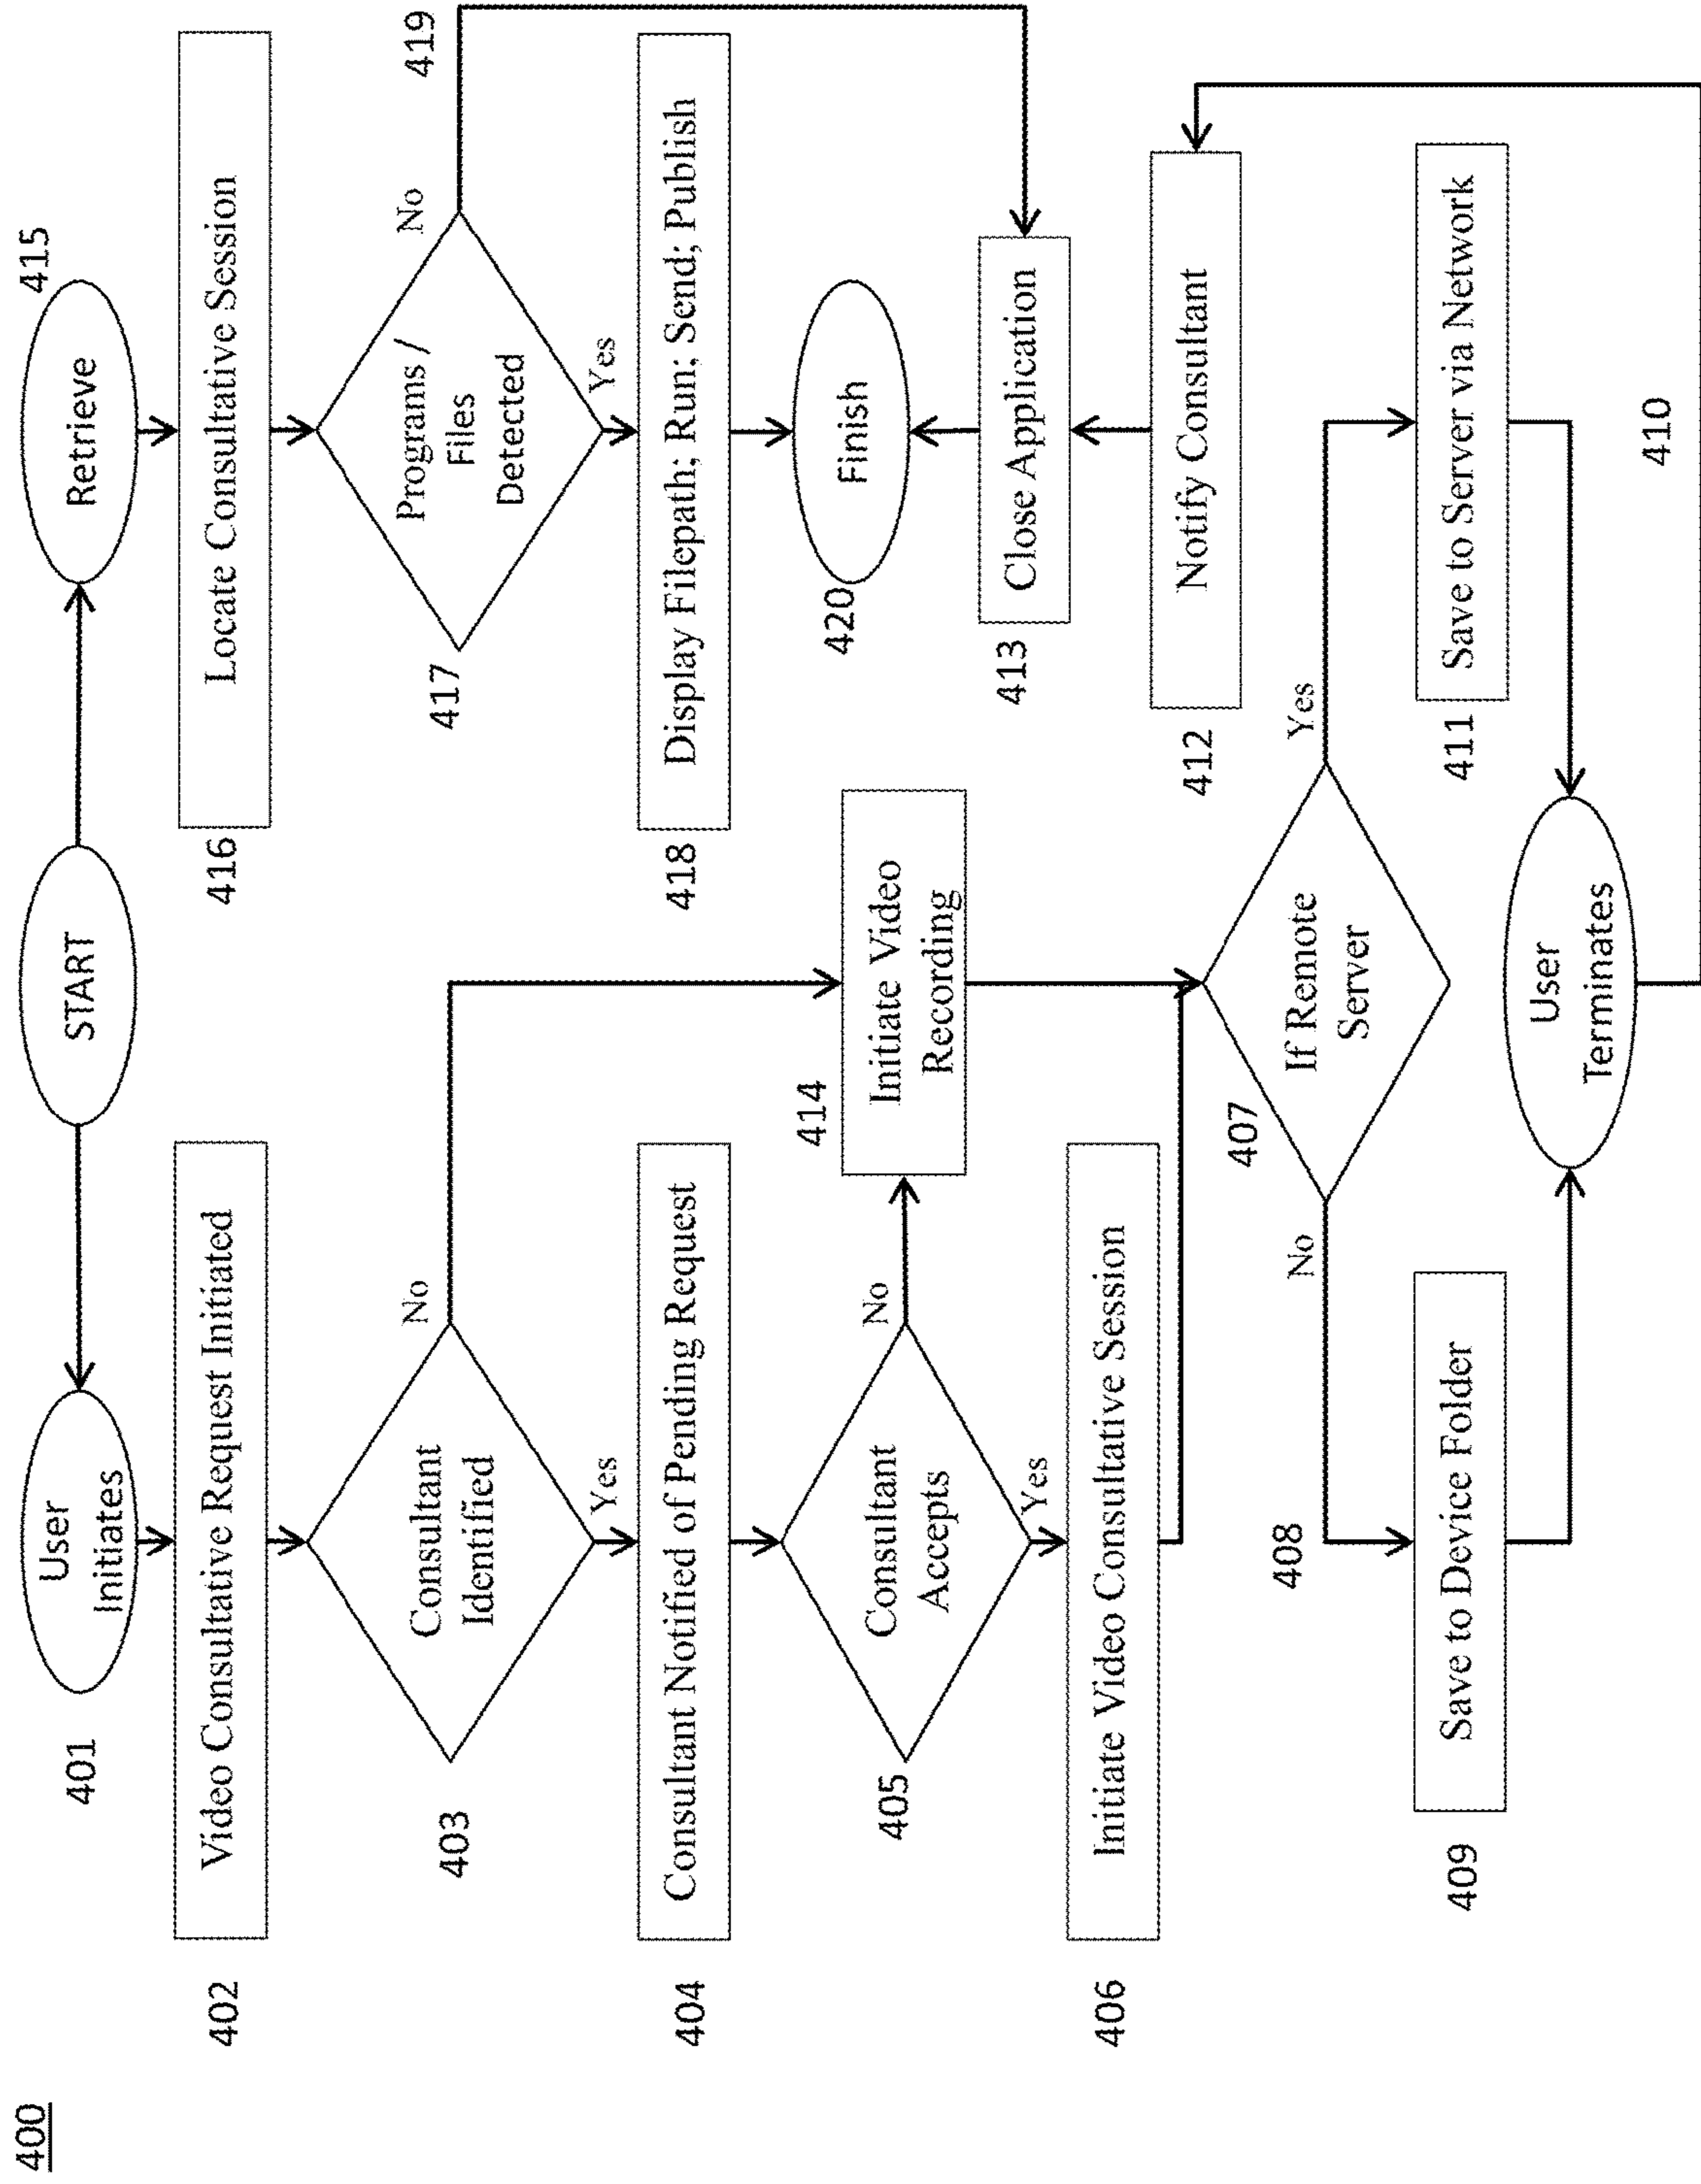 400
START
401
User
Initiates
402
Video Consultative Request Initiated
403
Consultant
Identified
No
Yes
404
Consultant Notified of Pending Request
405
Consultant
Accepts
No
Yes
414
Initiate Video
Recording
406
Initiate Video Consultative Session
407
If Remote
Server
No
Yes
408
409
Save to Device Folder
411
Save to Server via Network
User
Terminates
410
415
Retrieve
416
Locate Consultative Session
417
Programs /
Files
Detected
No
419
Yes
418
Display Filepath; Run; Send; Publish
420
Finish
413
Close Application
412
Notify Consultant